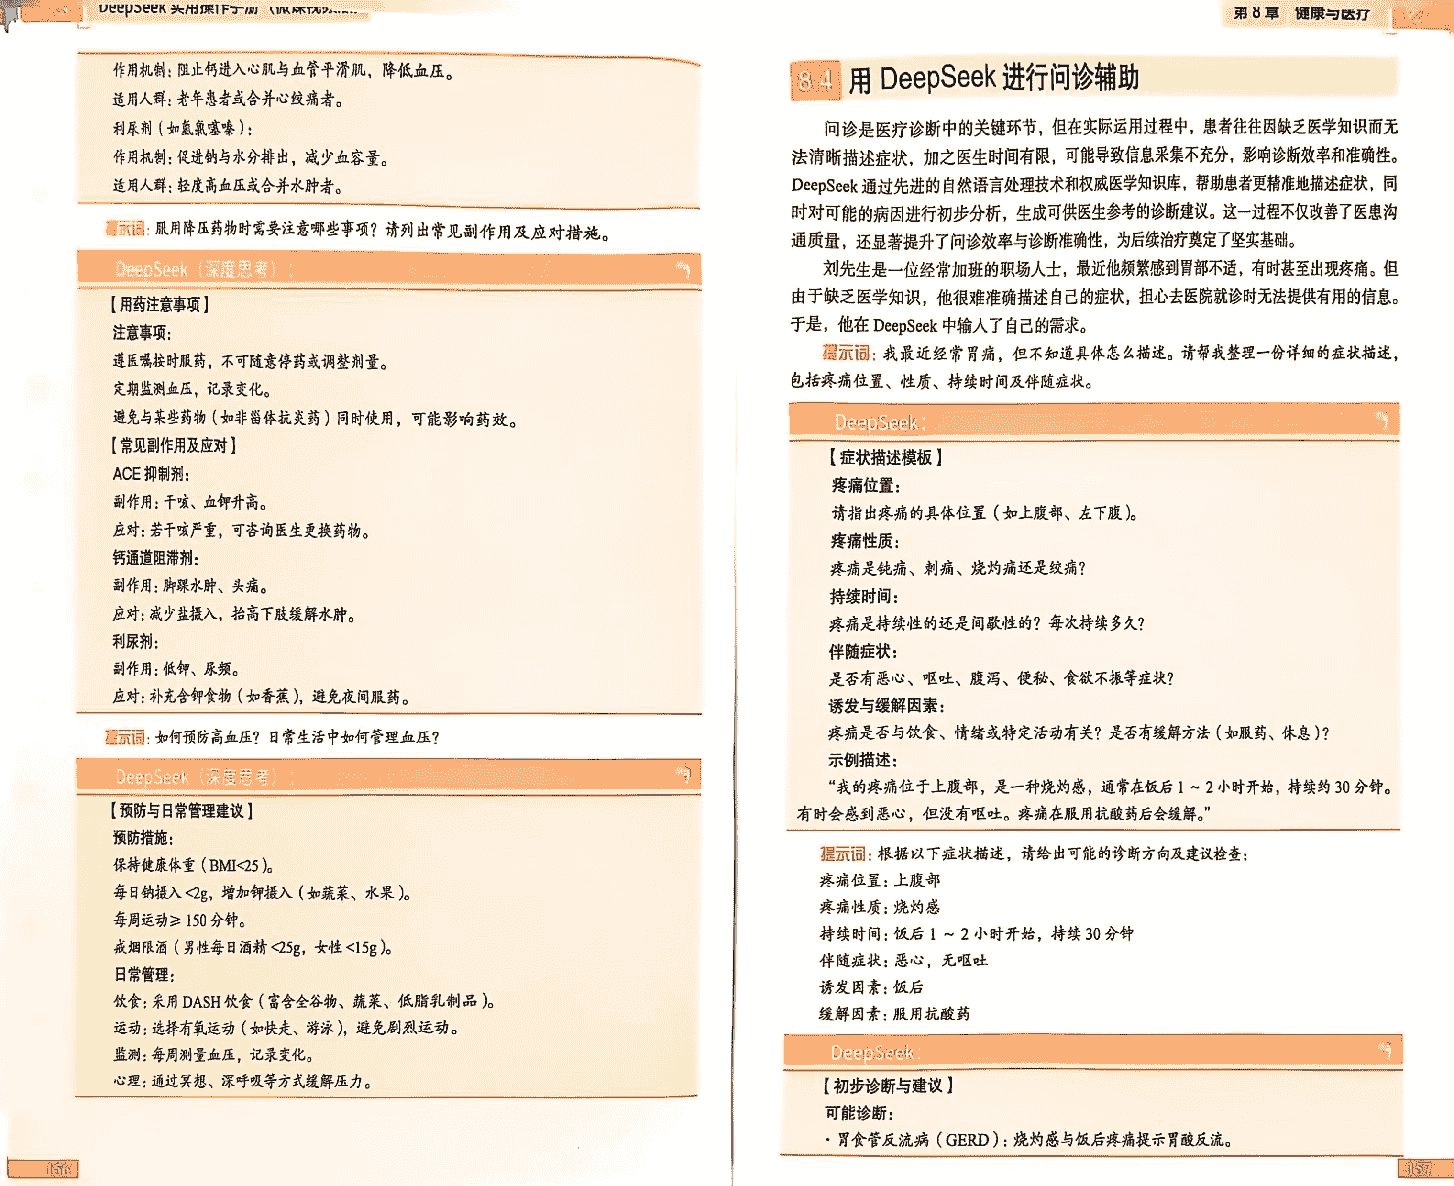 DeepSeek 实用操作手册（微课视频版）
作用机制：阻止钙进入心肌与血管平滑肌，降低血压。
适用人群：老年患者或合并心绞痛者。
利尿剂（如氢氯噻嗪）：
作用机制：促进钠与水分排出，减少血容量。
适用人群：轻度高血压或合并水肿者。
提示词：服用降压药物时需要注意哪些事项？请列出常见副作用及应对措施。
DeepSeek（深度思考）：
【用药注意事项】
注意事项：
遵医嘱按时服药，不可随意停药或调整剂量。
定期监测血压，记录变化。
避免与某些药物（如非甾体抗炎药）同时使用，可能影响药效。
【常见副作用及应对】
ACE 抑制剂：
副作用：干咳、血钾升高。
应对：若干咳严重，可咨询医生更换药物。
钙通道阻滞剂：
副作用：脚踝水肿、头痛。
应对：减少盐摄入，抬高下肢缓解水肿。
利尿剂：
副作用：低钾、尿频。
应对：补充含钾食物（如香蕉），避免夜间服药。
提示词：如何预防高血压？日常生活中如何管理血压？
DeepSeek（深度思考）：
【预防与日常管理建议】
预防措施：
保持健康体重（BMI<25）。
每日钠摄入 <2g，增加钾摄入（如蔬菜、水果）。
每周运动≥ 150 分钟。
戒烟限酒（男性每日酒精 <25g，女性 <15g）。
日常管理：
饮食：采用 DASH 饮食（富含全谷物、蔬菜、低脂乳制品）。
运动：选择有氧运动（如快走、游泳），避免剧烈运动。
监测：每周测量血压，记录变化。
心理：通过冥想、深呼吸等方式缓解压力。
156
第 8 章 健康与医疗
8.4 用 DeepSeek 进行问诊辅助
问诊是医疗诊断中的关键环节，但在实际运用过程中，患者往往因缺乏医学知识而无
法清晰描述症状，加之医生时间有限，可能导致信息采集不充分，影响诊断效率和准确性。
DeepSeek 通过先进的自然语言处理技术和权威医学知识库，帮助患者更精准地描述症状，同
时对可能的病因进行初步分析，生成可供医生参考的诊断建议。这一过程不仅改善了医患沟
通质量，还显著提升了问诊效率与诊断准确性，为后续治疗奠定了坚实基础。
刘先生是一位经常加班的职场人士，最近他频繁感到胃部不适，有时甚至出现疼痛。但
由于缺乏医学知识，他很难准确描述自己的症状，担心去医院就诊时无法提供有用的信息。
于是，他在 DeepSeek 中输入了自己的需求。
提示词：我最近经常胃痛，但不知道具体怎么描述。请帮我整理一份详细的症状描述，
包括疼痛位置、性质、持续时间及伴随症状。
DeepSeek：
【症状描述模板】
疼痛位置：
请指出疼痛的具体位置（如上腹部、左下腹）。
疼痛性质：
疼痛是钝痛、刺痛、烧灼痛还是绞痛？
持续时间：
疼痛是持续性的还是间歇性的？每次持续多久？
伴随症状：
是否有恶心、呕吐、腹泻、便秘、食欲不振等症状？
诱发与缓解因素：
疼痛是否与饮食、情绪或特定活动有关？是否有缓解方法（如服药、休息）？
示例描述：
“我的疼痛位于上腹部，是一种烧灼感，通常在饭后 1 ~ 2 小时开始，持续约 30 分钟。
有时会感到恶心，但没有呕吐。疼痛在服用抗酸药后会缓解。”
提示词：根据以下症状描述，请给出可能的诊断方向及建议检查：
疼痛位置：上腹部
疼痛性质：烧灼感
持续时间：饭后 1 ~ 2 小时开始，持续 30 分钟
伴随症状：恶心，无呕吐
诱发因素：饭后
缓解因素：服用抗酸药
DeepSeek：
【初步诊断与建议】
可能诊断：
·胃食管反流病（GERD）：烧灼感与饭后疼痛提示胃酸反流。
157